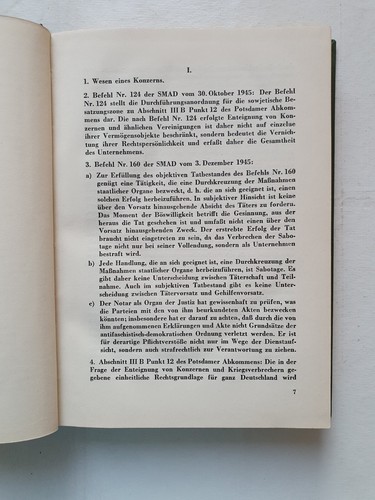 I.
1. Wesen eines Konzerns.
2. Befehl Nr. 124 der SMAD vom 30. Oktober 1945: Der Befehl
Nr. 124 stellt die Durchführungsanordnung für die sowjetische Be-
satzungszone zu Abschnitt III B Punkt 12 des Potsdamer Abkom-
mens dar. Die nach Befehl Nr. 124 erfolgte Enteignung von Kon-
zernen und ähnlichen Vereinigungen ist daher nicht auf einzelne
ihrer Vermögensobjekte beschränkt, sondern bedeutet die Vernich-
tung ihrer Rechtspersönlichkeit und erfaßt daher die Gesamtheit
des Unternehmens.
3. Befehl Nr. 160 der SMAD vom 3. Dezember 1945:
a) Zur Erfüllung des objektiven Tatbestandes des Befehls Nr. 160
genügt eine Tätigkeit, die eine Durchkreuzung der Maßnahmen
staatlicher Organe bezweckt, d. h. die an sich geeignet ist, einen
solchen Erfolg herbeizuführen. In subjektiver Hinsicht ist keine
über den Vorsatz hinausgehende Absicht des Täters zu fordern.
Das Moment der Böswilligkeit betrifft die Gesinnung, aus der
heraus die Tat geschehen ist und umfaßt nicht einen über den
Vorsatz hinausgehenden Zweck. Der erstrebte Erfolg der Tat
braucht nicht eingetreten zu sein, da das Verbrechen der Sabo-
tage nicht nur bei seiner Vollendung, sondern als Unternehmen
bestraft wird.
b) Jede Handlung, die an sich geeignet ist, eine Durchkreuzung der
Maßnahmen staatlicher Organe herbeizuführen, ist Sabotage. Es
gibt daher keine Unterscheidung zwischen Täterschaft und Teil-
nahme. Auch im subjektiven Tatbestand gibt es keine Unter-
scheidung zwischen Tätervorsatz und Gehilfenvorsatz.
c) Der Notar als Organ der Justiz hat gewissenhaft zu prüfen, was
die Parteien mit den von ihm beurkundeten Akten bezwecken
könnten; insbesondere hat er darauf zu achten, daß durch die von
ihm aufgenommenen Erklärungen und Akte nicht Grundsätze der
antifaschistisch-demokratischen Ordnung verletzt werden. Er ist
für derartige Pflichtverstöße nicht nur im Wege der Dienstauf-
sicht, sondern auch strafrechtlich zur Verantwortung zu ziehen.
4. Abschnitt III B Punkt 12 des Potsdamer Abkommens: Die in der
Frage der Enteignung von Konzernen und Kriegsverbrechern ge-
gebene einheitliche Rechtsgrundlage für ganz Deutschland wird
7